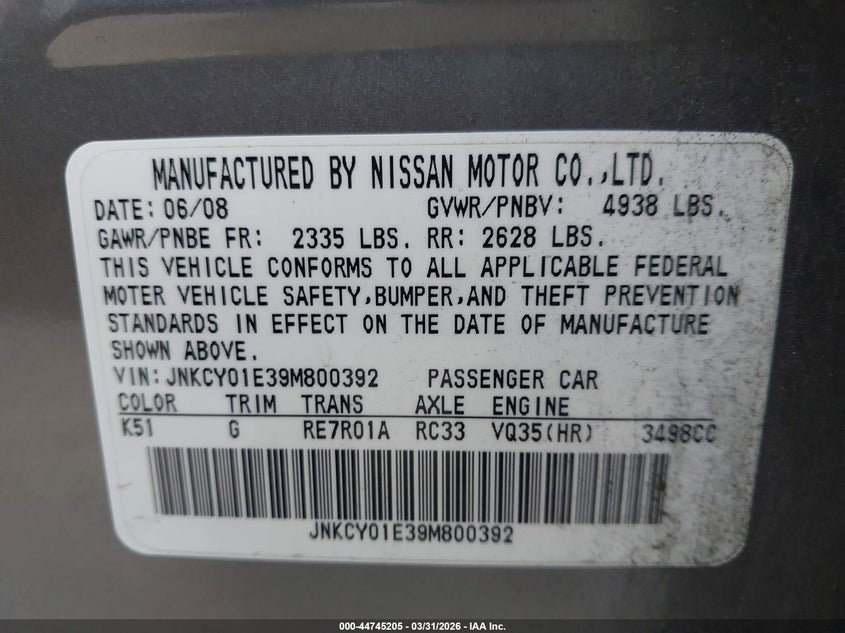 MANUFACTURED BY NISSAN MOTOR CO.,LTD.
DATE: 06/08 GVWR/PNBV: 4938 LBS.
GAWR/PNBE FR: 2335 LBS. RR: 2628 LBS.
THIS VEHICLE CONFORMS TO ALL APPLICABLE FEDERAL
MOTER VEHICLE SAFETY,BUMPER,AND THEFT PREVENTION
STANDARDS IN EFFECT ON THE DATE OF MANUFACTURE
SHOWN ABOVE.
VIN: JNKCY01E39M800392 PASSENGER CAR
COLOR TRIM TRANS AXLE ENGINE
K51 G RE7R01A RC33 VQ35(HR) 3498CC
JNKCY01E39M800392
000-44745205 - 03/31/2026 - IAA Inc.